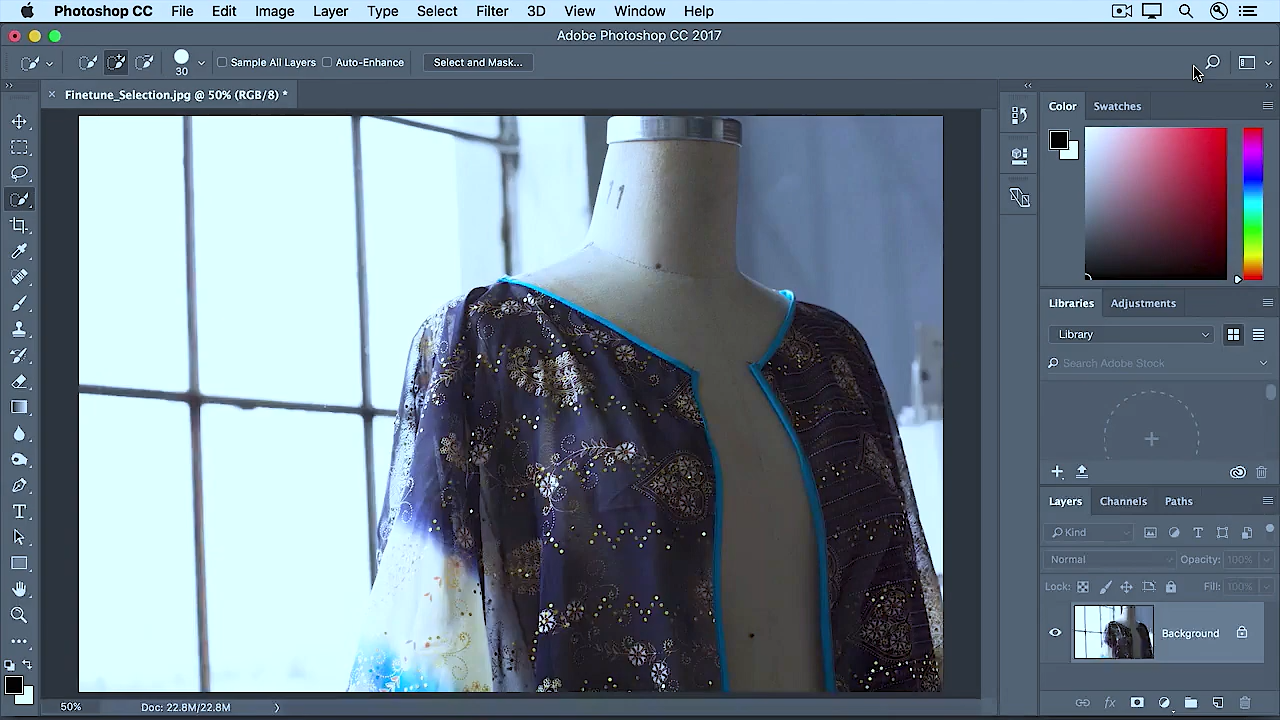 Photoshop CC File Edit Image Layer Type Select Filter 3D View Window Help
Adobe Photoshop CC 2017
30 Sample All Layers Auto-Enhance Select and Mask...
Finetune_Selection.jpg @ 50% (RGB/8) *
Color Swatches
11
Libraries Adjustments
Library
Search Adobe Stock
Layers Channels Paths
Kind
Normal Opacity: 100%
Lock: Fill: 100%
Background
50% Doc: 22.8M/22.8M